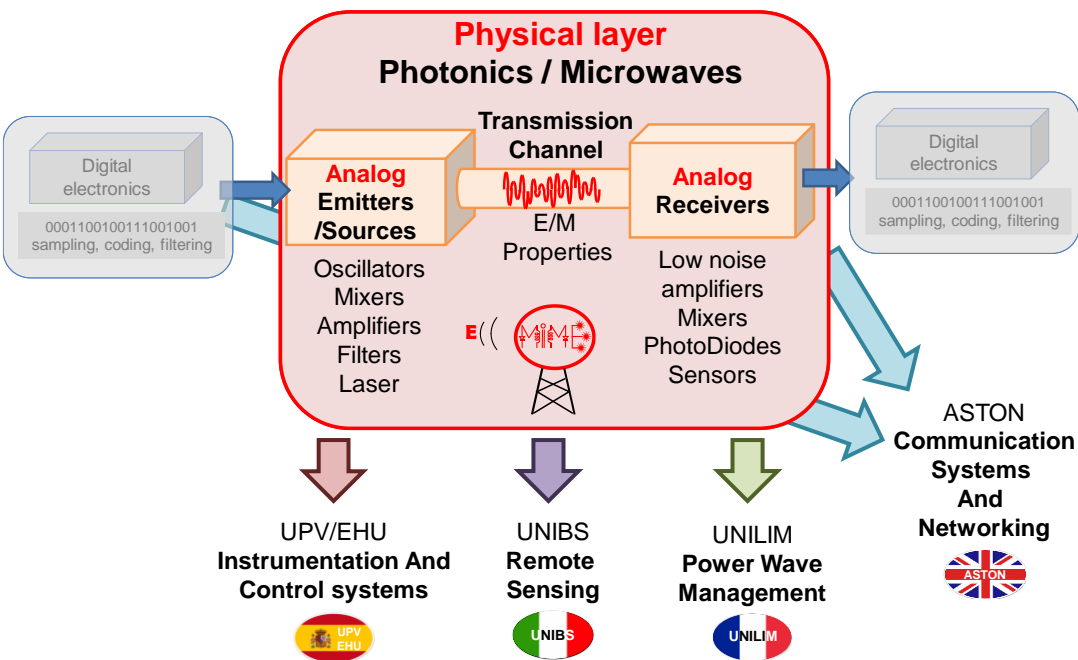 Physical layer
Photonics / Microwaves
Digital
electronics
000110010011100100​1
sampling, coding, filtering
Analog
Emitters
/Sources
Oscillators
Mixers
Amplifiers
Filters
Laser
Transmission
Channel
E/M
Properties
E
MiME
Analog
Receivers
Low noise
amplifiers
Mixers
PhotoDiodes
Sensors
Digital
electronics
0001100100111001001
sampling, coding, filtering
UPV/EHU
Instrumentation And
Control systems
UPV
EHU
UNIBS
Remote
Sensing
UNIBS
UNILIM
Power Wave
Management
UNILIM
ASTON
Communication
Systems
And
Networking
ASTON